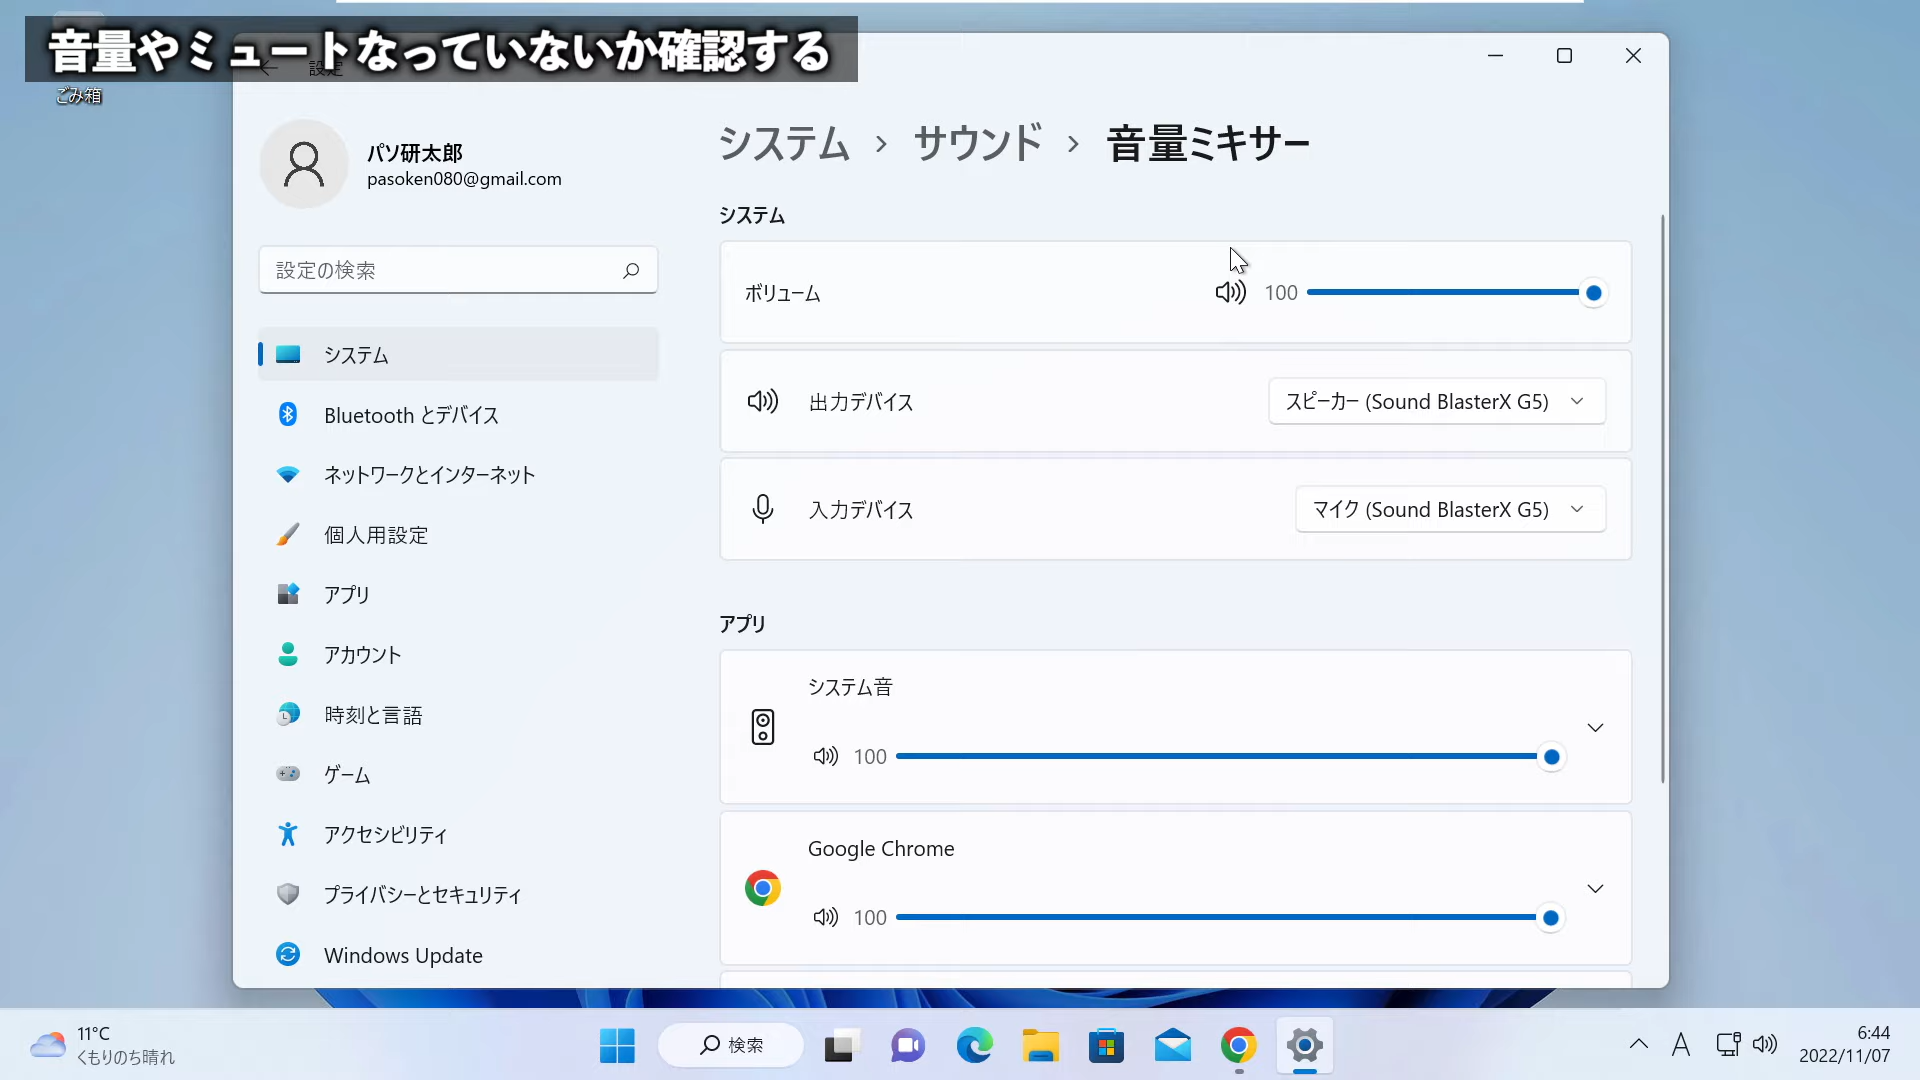 音量やミュートなっていないか確認する
設定
ごみ箱
パソ研太郎
pasoken080@gmail.com
設定の検索
システム
Bluetooth とデバイス
ネットワークとインターネット
個人用設定
アプリ
アカウント
時刻と言語
ゲーム
アクセシビリティ
プライバシーとセキュリティ
Windows Update
システム › サウンド › 音量ミキサー
システム
ボリューム 100
出力デバイス スピーカー (Sound BlasterX G5)
入力デバイス マイク (Sound BlasterX G5)
アプリ
システム音
100
Google Chrome
100
11°C
くもりのち晴れ
検索
A
6:44
2022/11/07